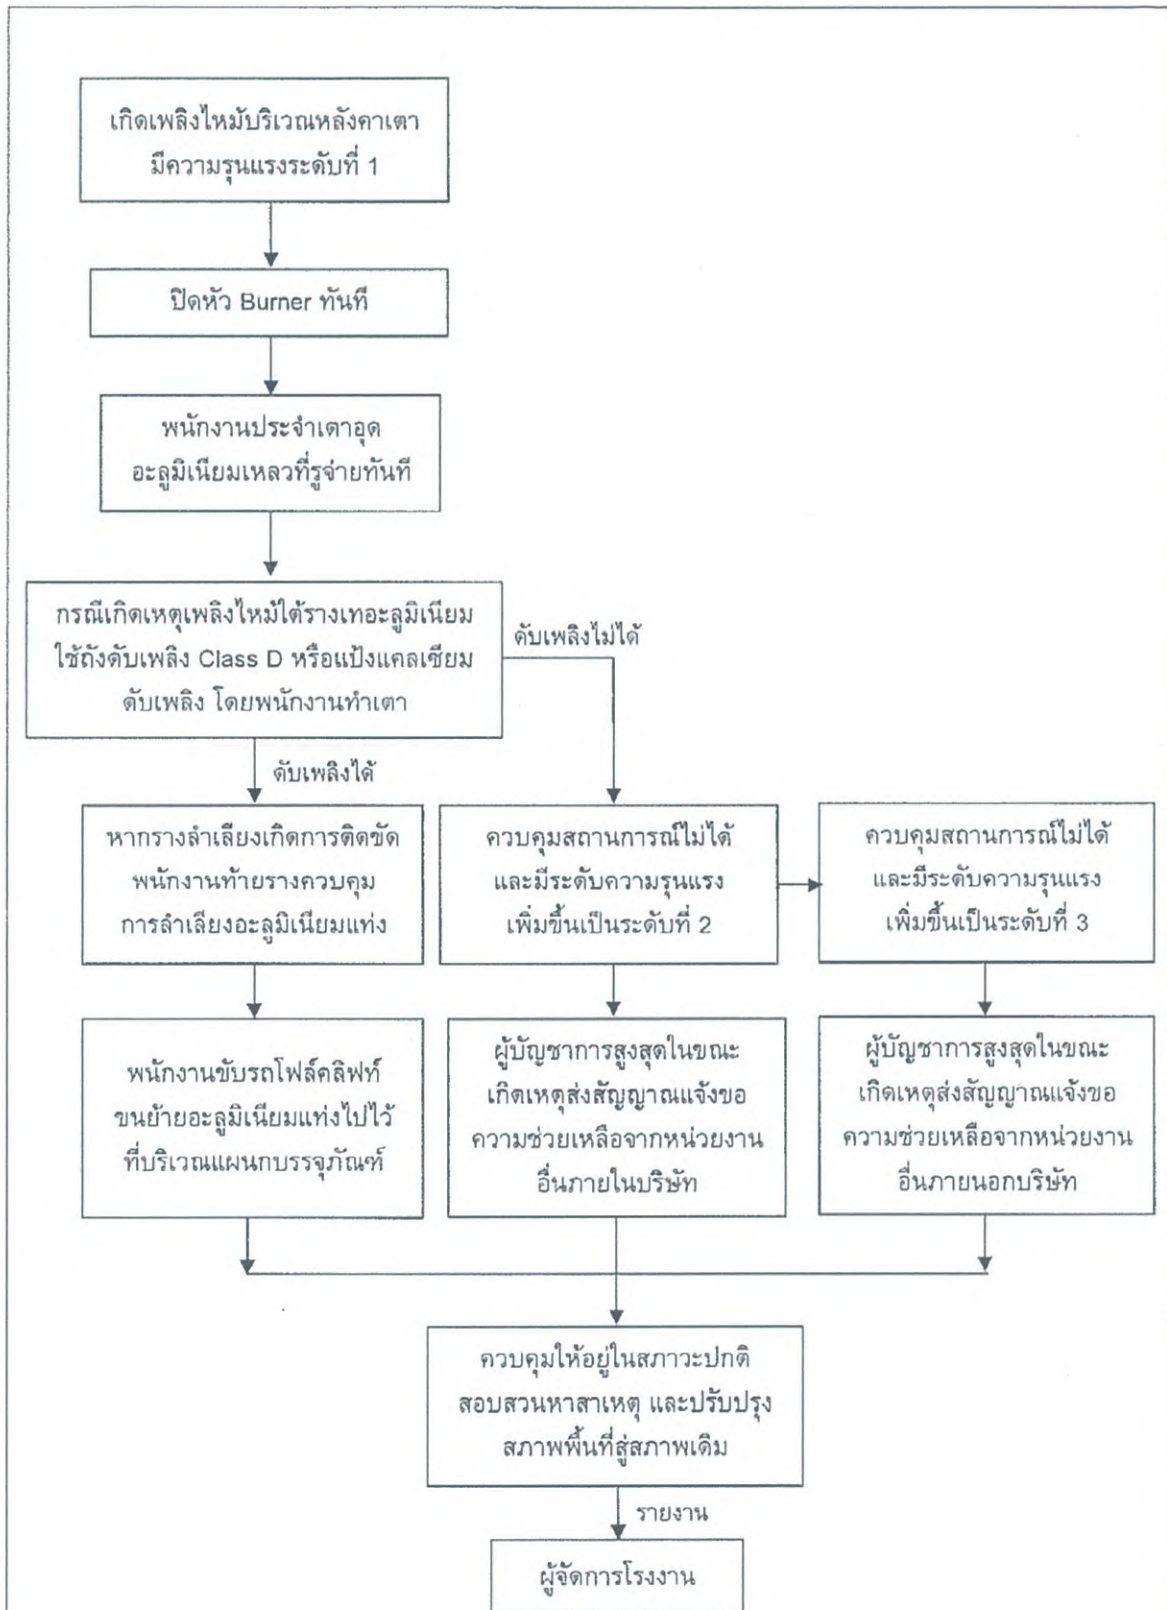 เกิดเพลิงไหม้บริเวณหลังคาเตา
มีความรุนแรงระดับที่ 1
ปิดหัว Burner ทันที
พนักงานประจำเตาอุด
อะลูมิเนียมเหลวที่รูจ่ายทันที
กรณีเกิดเหตุเพลิงไหม้ใต้รางเทอะลูมิเนียม
ใช้ถังดับเพลิง Class D หรือแป้งแคลเซียม
ดับเพลิง โดยพนักงานทำเตา
ดับเพลิงไม่ได้
ดับเพลิงได้
หากรางลำเลียงเกิดการติดขัด
พนักงานท้ายรางควบคุม
การลำเลียงอะลูมิเนียมแท่ง
ควบคุมสถานการณ์ไม่ได้
และมีระดับความรุนแรง
เพิ่มขึ้นเป็นระดับที่ 2
ควบคุมสถานการณ์ไม่ได้
และมีระดับความรุนแรง
เพิ่มขึ้นเป็นระดับที่ 3
พนักงานขับรถโฟล์คลิฟท์
ขนย้ายอะลูมิเนียมแท่งไปไว้
ที่บริเวณแผนกบรรจุภัณฑ์
ผู้บัญชาการสูงสุดในขณะ
เกิดเหตุส่งสัญญาณแจ้งขอ
ความช่วยเหลือจากหน่วยงาน
อื่นภายในบริษัท
ผู้บัญชาการสูงสุดในขณะ
เกิดเหตุส่งสัญญาณแจ้งขอ
ความช่วยเหลือจากหน่วยงาน
อื่นภายนอกบริษัท
ควบคุมให้อยู่ในสภาวะปกติ
สอบสวนหาสาเหตุ และปรับปรุง
สภาพพื้นที่สู่สภาพเดิม
รายงาน
ผู้จัดการโรงงาน